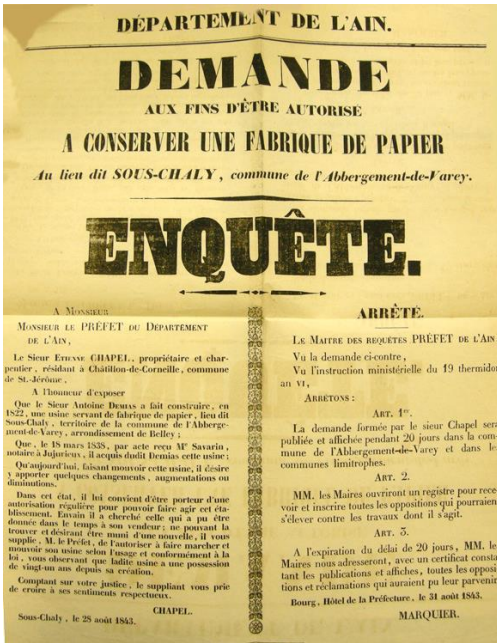 DÉPARTEMENT DE L'AIN.
DEMANDE
AUX FINS D'ÊTRE AUTORISÉ
A CONSERVER UNE FABRIQUE DE PAPIER
Au lieu dit SOUS-CHALY, commune de l'Abbergement-de-Varey.
ENQUÊTE.
A MONSIEUR
MONSIEUR LE PRÉFET DU DÉPARTEMENT
DE L'AIN,
Le Sieur ETIENNE CHAPEL, propriétaire et char-
pentier, résidant à Châtillon-de-Corneille, commune
de St.-Jérôme,
A l'honneur d'exposer
Que le Sieur Antoine DEMIAS a fait construire, en
1822, une usine servant de fabrique de papier, lieu dit
Sous-Chaly, territoire de la commune de l'Abberge-
ment-de-Varey, arrondissement de Belley;
Que, le 18 mars 1838, par acte reçu Me Savarin,
notaire à Jujurieux, il acquis dudit Demias cette usine;
Qu'aujourd'hui, faisant mouvoir cette usine, il désire
y apporter quelques changements, augmentations ou
diminutions.
Dans cet état, il lui convient d'être porteur d'une
autorisation régulière pour pouvoir faire agir cet éta-
blissement. Envain il a cherché celle qui a pu être
donnée dans le temps à son vendeur; ne pouvant la
trouver et désirant être muni d'une nouvelle, il vous
supplie, M. le Préfet, de l'autoriser à faire marcher et
mouvoir son usine selon l'usage et conformément à la
loi, vous observant que ladite usine a une possession
de vingt-un ans depuis sa création.
Comptant sur votre justice, le suppliant vous prie
de croire à ses sentiments respectueux.
CHAPEL.
Sous-Chaly, le 28 août 1843.
ARRÊTÉ.
LE MAITRE DES REQUÊTES PRÉFET DE L'AIN
Vu la demande ci-contre,
Vu l'instruction ministérielle du 19 thermidor
an VI,
ARRÊTONS :
ART. 1er.
La demande formée par le sieur Chapel sera
publiée et affichée pendant 20 jours dans la com-
mune de l'Abbergement-de-Varey et dans les
communes limitrophes.
ART. 2.
MM. les Maires ouvriront un registre pour rece-
voir et inscrire toutes les oppositions qui pourraien
s'élever contre les travaux dont il s'agit.
ART. 3.
A l'expiration du délai de 20 jours, MM. les
Maires nous adresseront, avec un certificat consta
tant les publications et affiches, toutes les opposi
tions et réclamations qui auraient pu leur parvenir
Bourg, Hôtel de la Préfecture, le 31 août 1843.
MARQUIER.